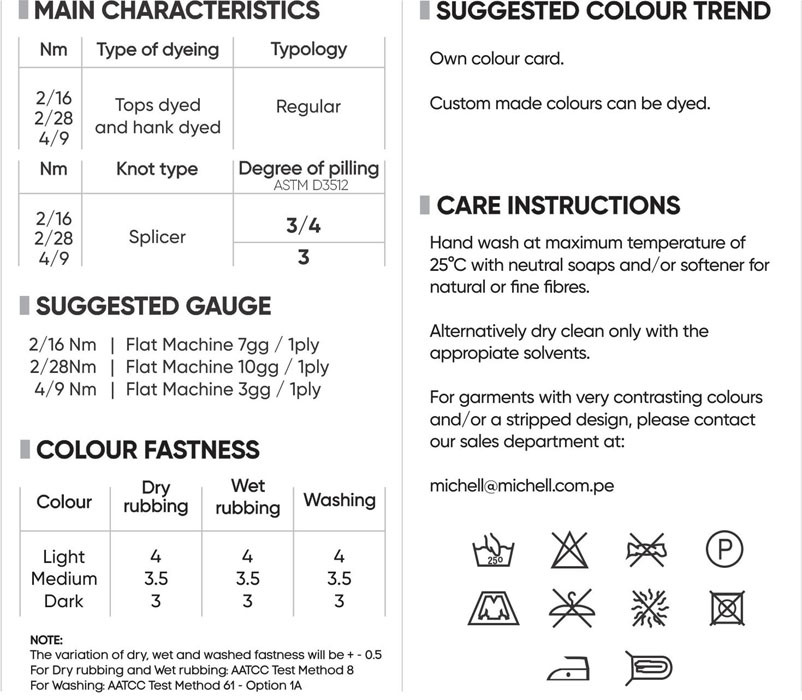 MAIN CHARACTERISTICS
Nm Type of dyeing Typology
2/16
2/28
4/9
Tops dyed
and hank dyed
Regular
Nm Knot type Degree of pilling
ASTM D3512
2/16
2/28
4/9
Splicer
3/4
3
SUGGESTED GAUGE
2/16 Nm | Flat Machine 7gg / 1ply
2/28Nm | Flat Machine 10gg / 1ply
4/9 Nm | Flat Machine 3gg / 1ply
COLOUR FASTNESS
Colour Dry rubbing Wet rubbing Washing
Light 4 4 4
Medium 3.5 3.5 3.5
Dark 3 3 3
NOTE:
The variation of dry, wet and washed fastness will be + - 0.5
For Dry rubbing and Wet rubbing: AATCC Test Method 8
For Washing: AATCC Test Method 61 - Option 1A
SUGGESTED COLOUR TREND
Own colour card.
Custom made colours can be dyed.
CARE INSTRUCTIONS
Hand wash at maximum temperature of
25°C with neutral soaps and/or softener for
natural or fine fibres.
Alternatively dry clean only with the
appropiate solvents.
For garments with very contrasting colours
and/or a stripped design, please contact
our sales department at:
michell@michell.com.pe
25º
P